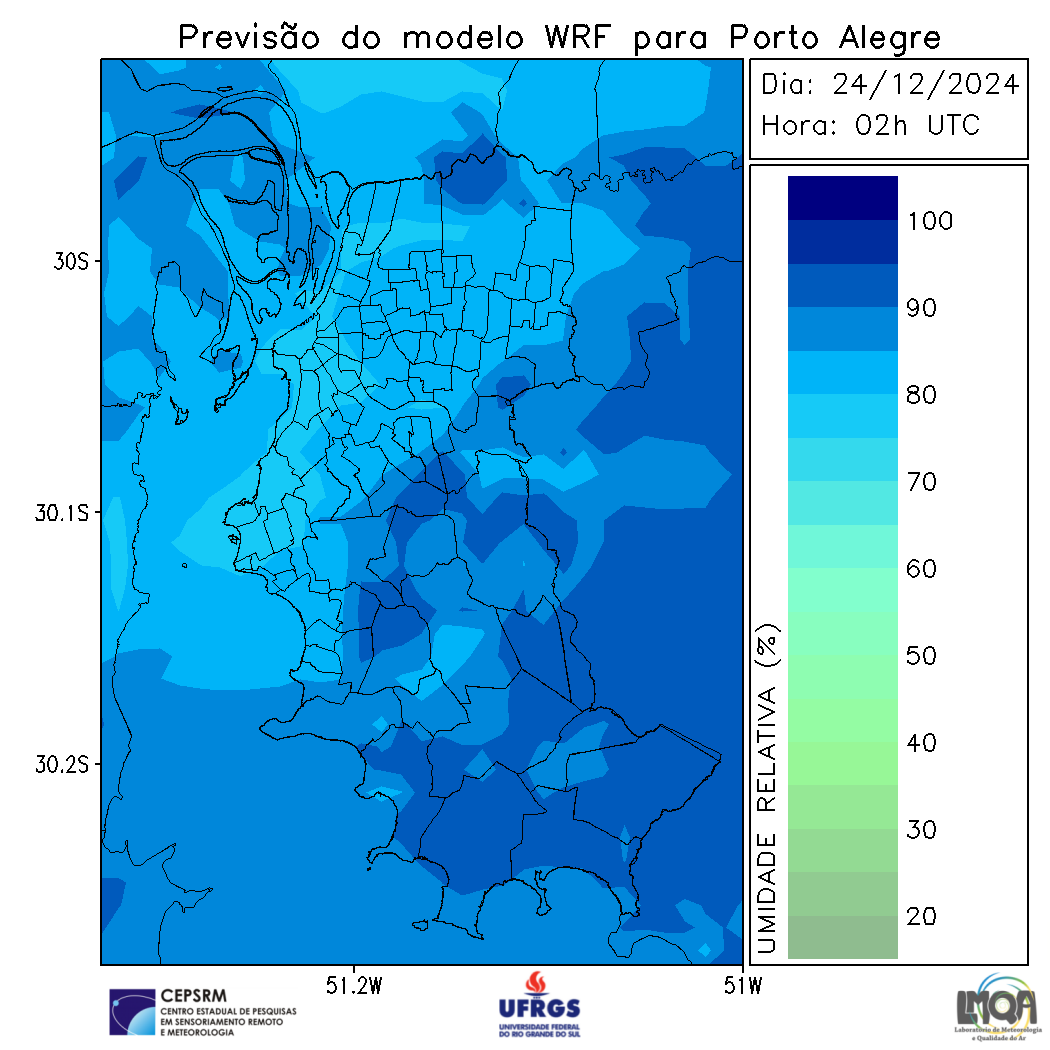 Previsão do modelo WRF para Porto Alegre
Dia: 24/12/2024
Hora: 02h UTC
30S
30.1S
30.2S
51.2W
51W
100
90
80
70
60
50
40
30
20
UMIDADE RELATIVA (%)
CEPSRM
CENTRO ESTADUAL DE PESQUISAS
EM SENSORIAMENTO REMOTO
E METEOROLOGIA
UFRGS
UNIVERSIDADE FEDERAL
DO RIO GRANDE DO SUL
LMQA
Laboratório de Meteorologia
e Qualidade do Ar